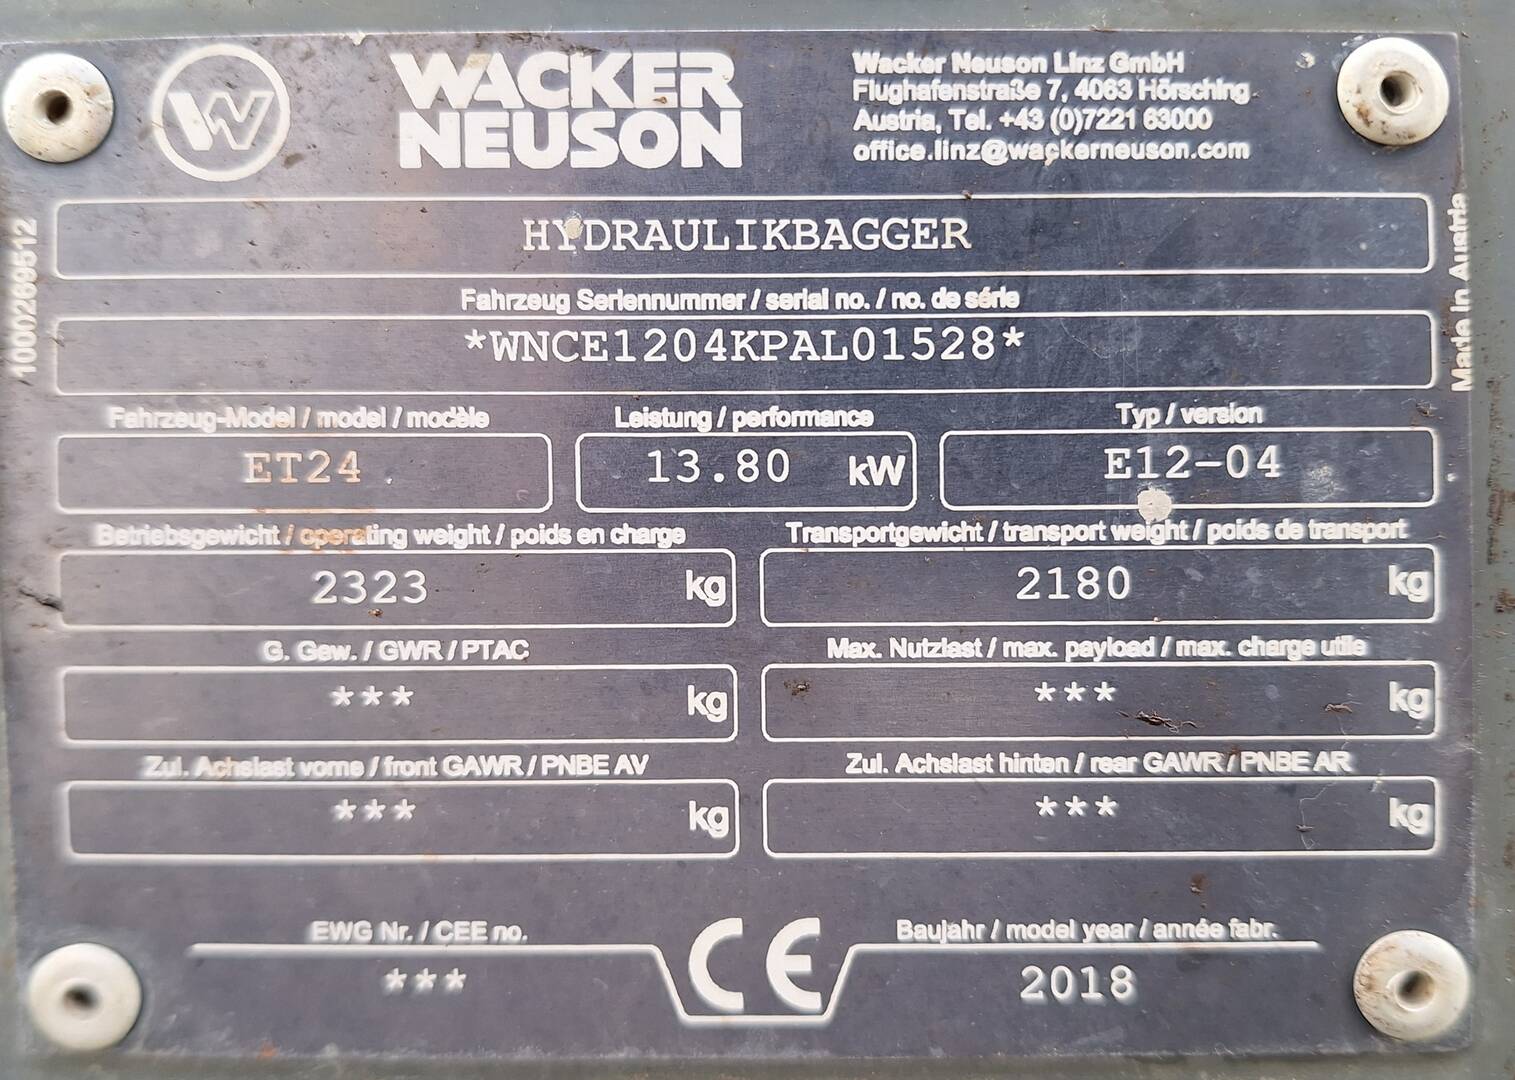 W
WACKER
NEUSON
Wacker Neuson Linz GmbH
Flughafenstraße 7, 4063 Hörsching
Austria, Tel. +43 (0)7221 63000
office.linz@wackerneuson.com
1000269512
Made in Austria
HYDRAULIKBAGGER
Fahrzeug Seriennummer / serial no. / no. de série
*WNCE1204KPAL01528*
Fahrzeug-Model / model / modèle
ET24
Leistung / performance
13.80 kW
Typ / version
E12-04
Betriebsgewicht / operating weight / poids en charge
2323 kg
Transportgewicht / transport weight / poids de transport
2180 kg
G. Gew. / GWR / PTAC
*** kg
Max. Nutzlast / max. payload / max. charge utile
*** kg
Zul. Achslast vorne / front GAWR / PNBE AV
*** kg
Zul. Achslast hinten / rear GAWR / PNBE AR
*** kg
EWG Nr. / CEE no.
***
CE
Baujahr / model year / année fabr.
2018